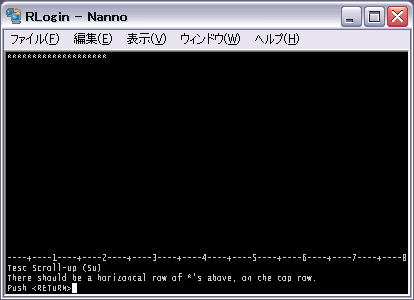 RLogin - Nanno
ファイル(F) 編集(E) 表示(V) ウィンドウ(W) ヘルプ(H)
********************
----+----1----+----2----+----3----+----4----+----5----+----6----+----7----+----8
Test Scroll-up (SU)
There should be a horizontal row of *'s above, on the top row.
Push <RETURN>